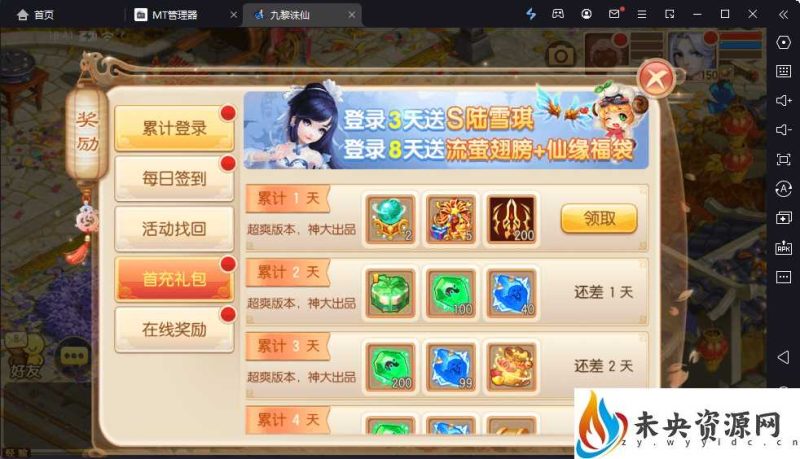 首页
MT管理器
九黎诛仙
150
奖励
登录3天送S陆雪琪
登录8天送流萤翅膀+仙缘福袋
累计登录
每日签到
活动找回
首充礼包
在线奖励
累计 1 天
超爽版本、神大出品
2
5
200
领取
累计 2 天
超爽版本、神大出品
100
40
还差 1 天
累计 3 天
超爽版本、神大出品
200
99
还差 2 天
累计 4 天
好友
经验
APK
未央资源网
zy.wyyldc.cn